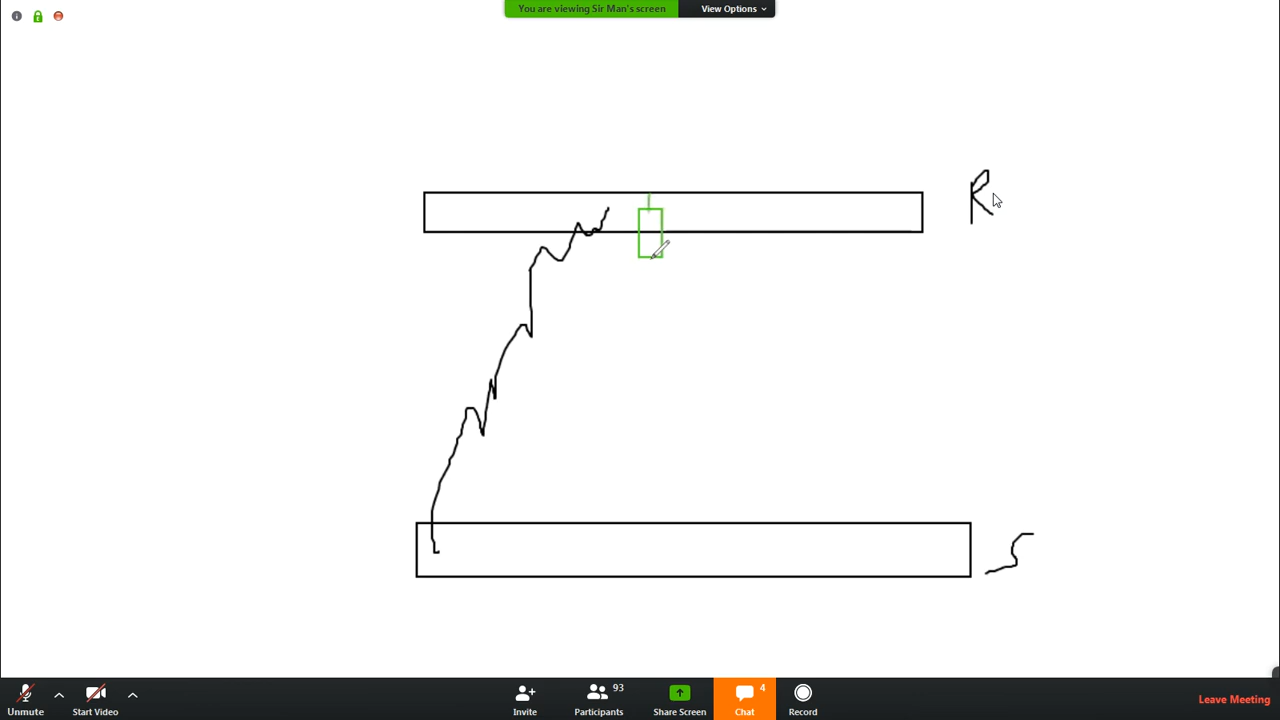 You are viewing Sir Man's screen
View Options
R
S
93
4
Unmute
Start Video
Invite
Participants
Share Screen
Chat
Record
Leave Meeting